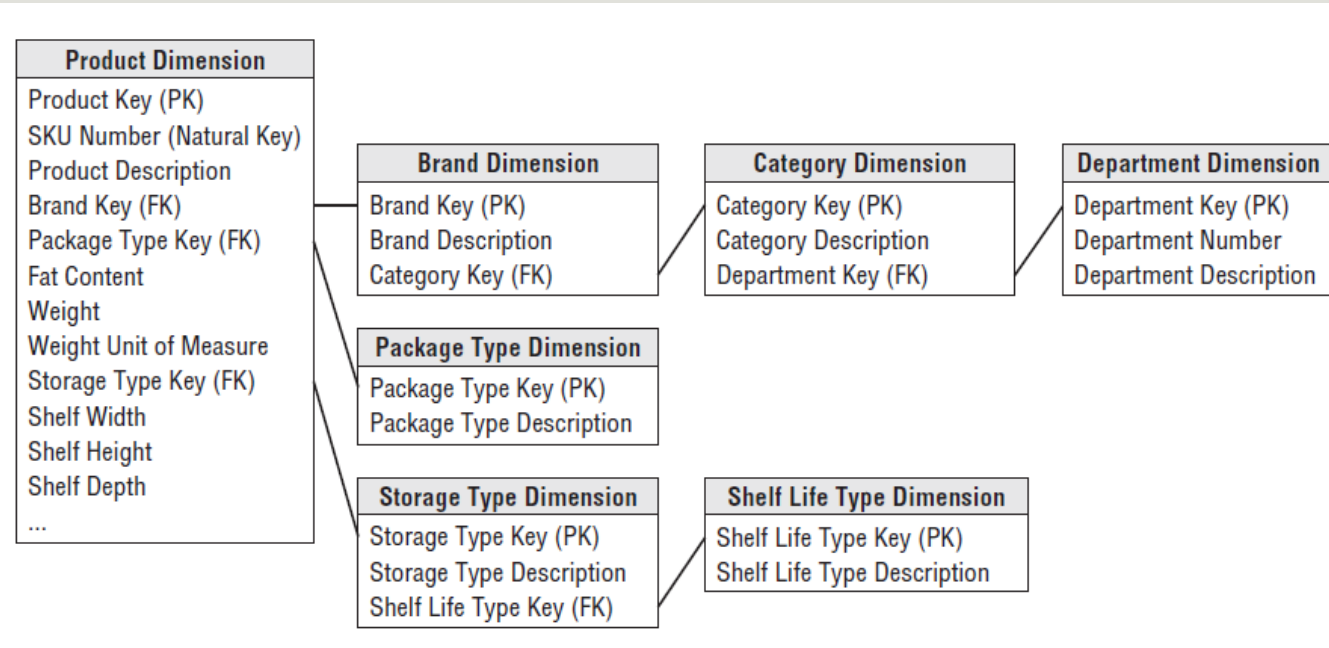 Product Dimension
Product Key (PK)
SKU Number (Natural Key)
Product Description
Brand Key (FK)
Package Type Key (FK)
Fat Content
Weight
Weight Unit of Measure
Storage Type Key (FK)
Shelf Width
Shelf Height
Shelf Depth
...
Brand Dimension
Brand Key (PK)
Brand Description
Category Key (FK)
Category Dimension
Category Key (PK)
Category Description
Department Key (FK)
Department Dimension
Department Key (PK)
Department Number
Department Description
Package Type Dimension
Package Type Key (PK)
Package Type Description
Storage Type Dimension
Storage Type Key (PK)
Storage Type Description
Shelf Life Type Key (FK)
Shelf Life Type Dimension
Shelf Life Type Key (PK)
Shelf Life Type Description